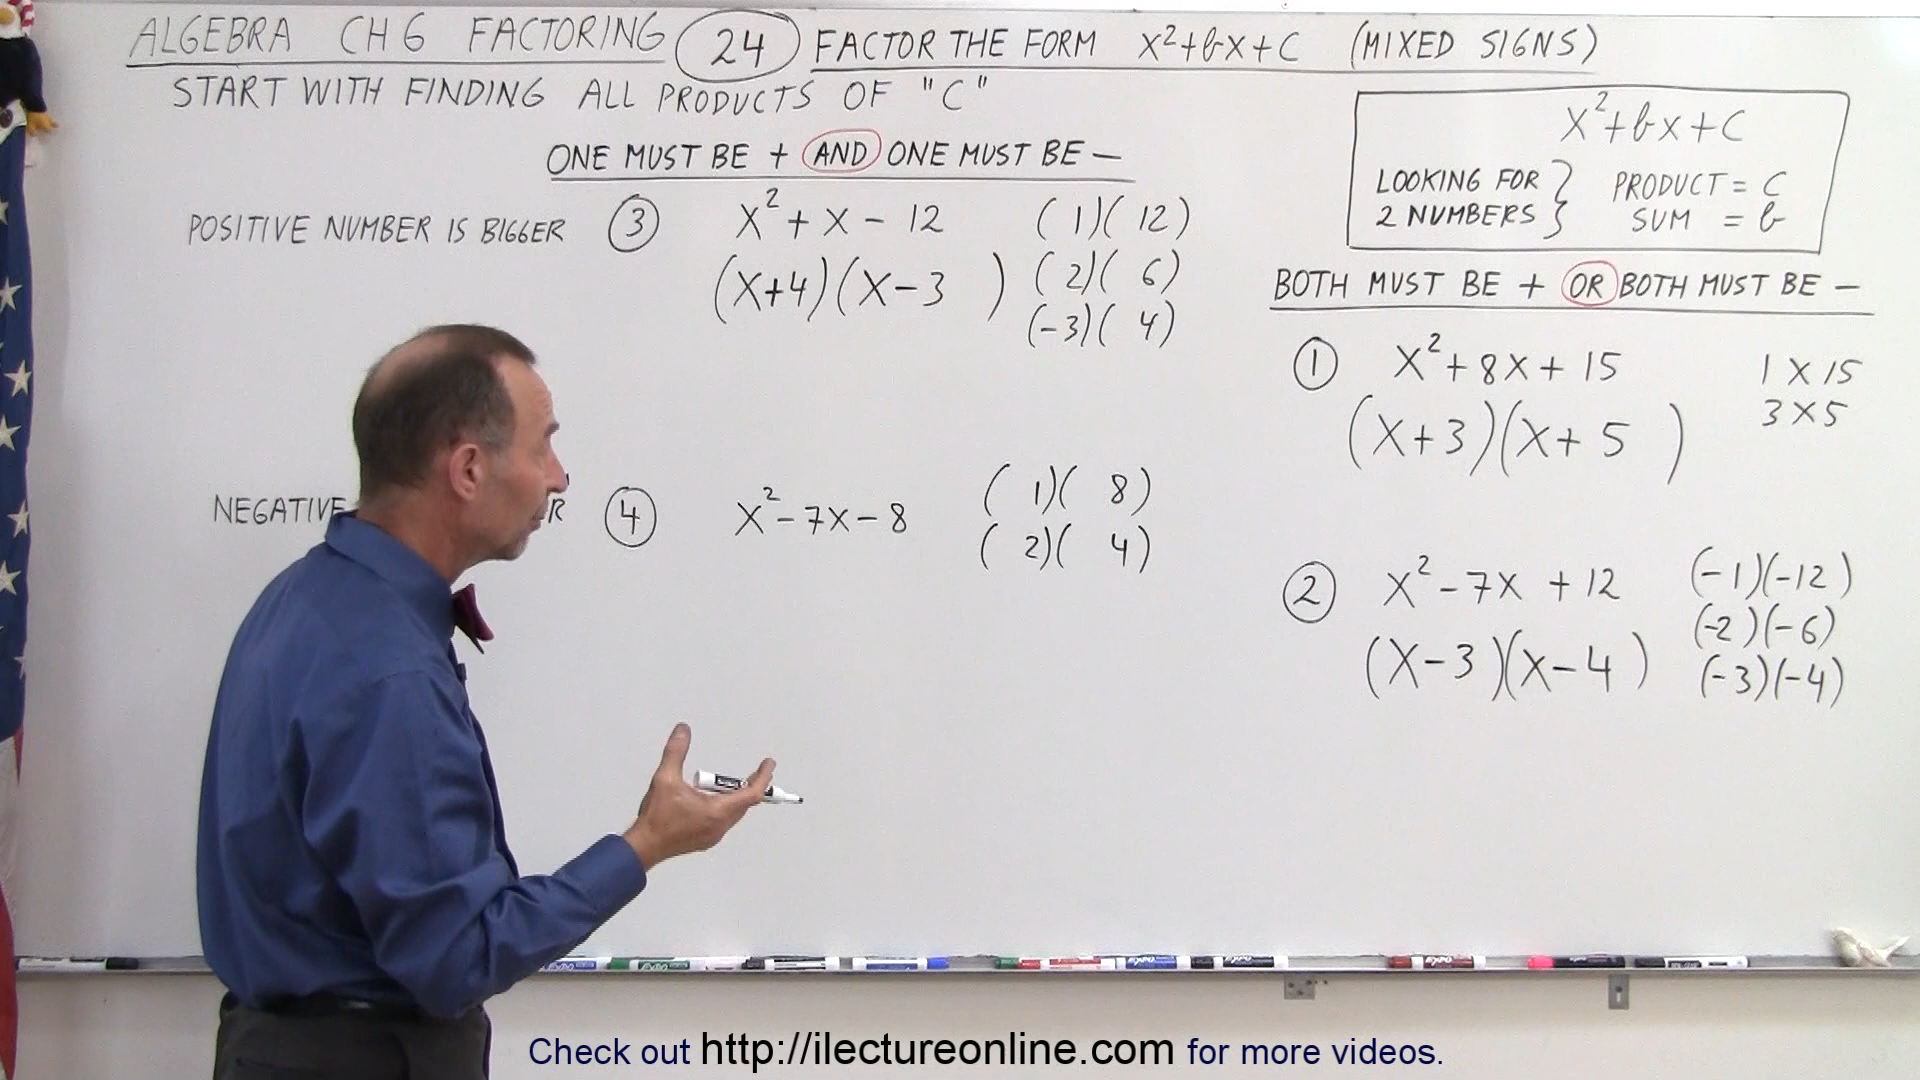 ALGEBRA CH 6 FACTORING 24 FACTOR THE FORM x²+bx+c (MIXED SIGNS)
START WITH FINDING ALL PRODUCTS OF "C"
ONE MUST BE + AND ONE MUST BE −
POSITIVE NUMBER IS BIGGER 3 x² + x − 12 ( 1)( 12)
(x+4)(x−3 ) ( 2)( 6)
(−3)( 4)
NEGATIVE 4 x²−7x−8 ( 1)( 8)
( 2)( 4)
x²+bx+c
LOOKING FOR 2 NUMBERS } PRODUCT = c
SUM = b
BOTH MUST BE + OR BOTH MUST BE −
1 x²+8x+15 1 x 15
(x+3)(x+5 ) 3 x 5
2 x²−7x +12 (−1)(−12)
(x−3)(x−4 ) (−2)(−6)
(−3)(−4)
Check out http://ilectureonline.com for more videos.